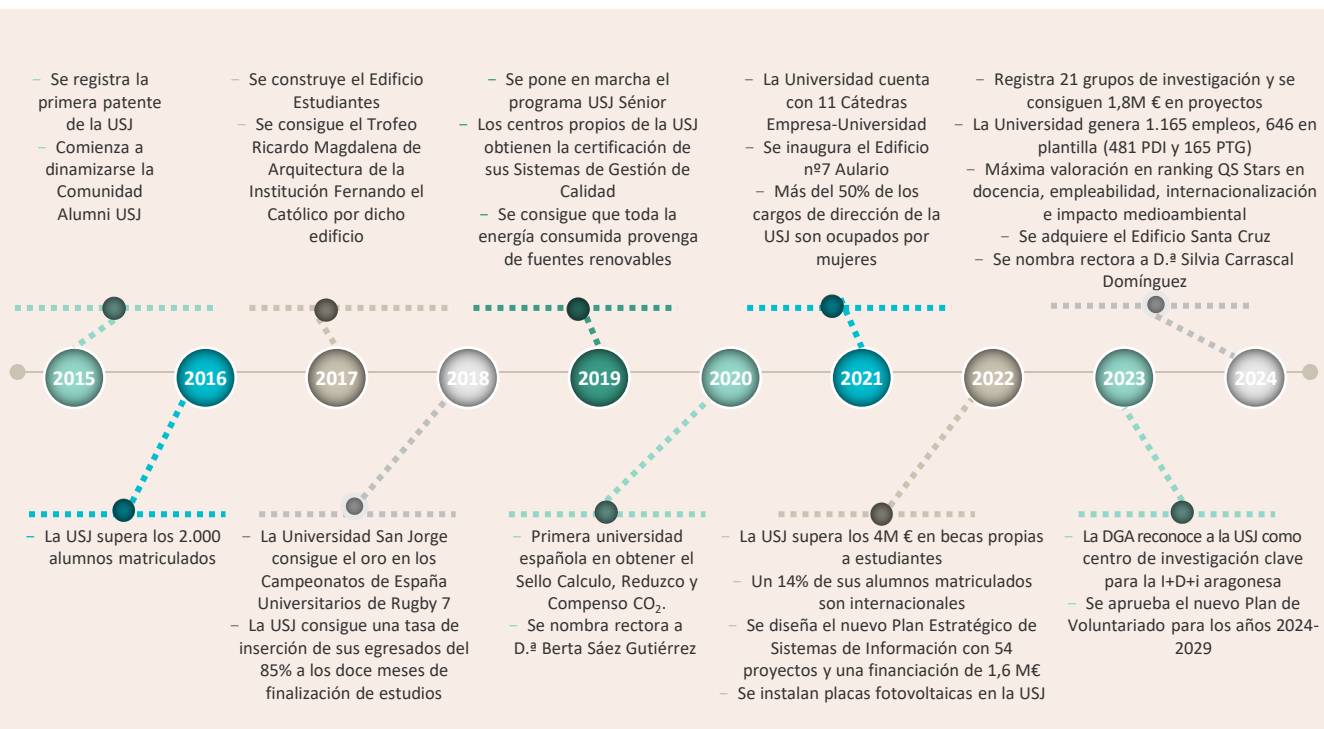 – Se registra la
primera patente
de la USJ
– Comienza a
dinamizarse la
Comunidad
Alumni USJ
– Se construye el Edificio
Estudiantes
– Se consigue el Trofeo
Ricardo Magdalena de
Arquitectura de la
Institución Fernando el
Católico por dicho
edificio
– Se pone en marcha el
programa USJ Sénior
– Los centros propios de la USJ
obtienen la certificación de
sus Sistemas de Gestión de
Calidad
– Se consigue que toda la
energía consumida provenga
de fuentes renovables
– La Universidad cuenta
con 11 Cátedras
Empresa-Universidad
– Se inaugura el Edificio
nº7 Aulario
– Más del 50% de los
cargos de dirección de la
USJ son ocupados por
mujeres
– Registra 21 grupos de investigación y se
consiguen 1,8M € en proyectos
– La Universidad genera 1.165 empleos, 646 en
plantilla (481 PDI y 165 PTG)
– Máxima valoración en ranking QS Stars en
docencia, empleabilidad, internacionalización
e impacto medioambiental
– Se adquiere el Edificio Santa Cruz
– Se nombra rectora a D.ª Silvia Carrascal
Domínguez
2015
2016
2017
2018
2019
2020
2021
2022
2023
2024
– La USJ supera los 2.000
alumnos matriculados
– La Universidad San Jorge
consigue el oro en los
Campeonatos de España
Universitarios de Rugby 7
– La USJ consigue una tasa de
inserción de sus egresados del
85% a los doce meses de
finalización de estudios
– Primera universidad
española en obtener el
Sello Calculo, Reduzco y
Compenso CO₂.
– Se nombra rectora a
D.ª Berta Sáez Gutiérrez
– La USJ supera los 4M € en becas propias
a estudiantes
– Un 14% de sus alumnos matriculados
son internacionales
– Se diseña el nuevo Plan Estratégico de
Sistemas de Información con 54
proyectos y una financiación de 1,6 M€
– Se instalan placas fotovoltaicas en la USJ
– La DGA reconoce a la USJ como
centro de investigación clave
para la I+D+i aragonesa
– Se aprueba el nuevo Plan de
Voluntariado para los años 2024-
2029